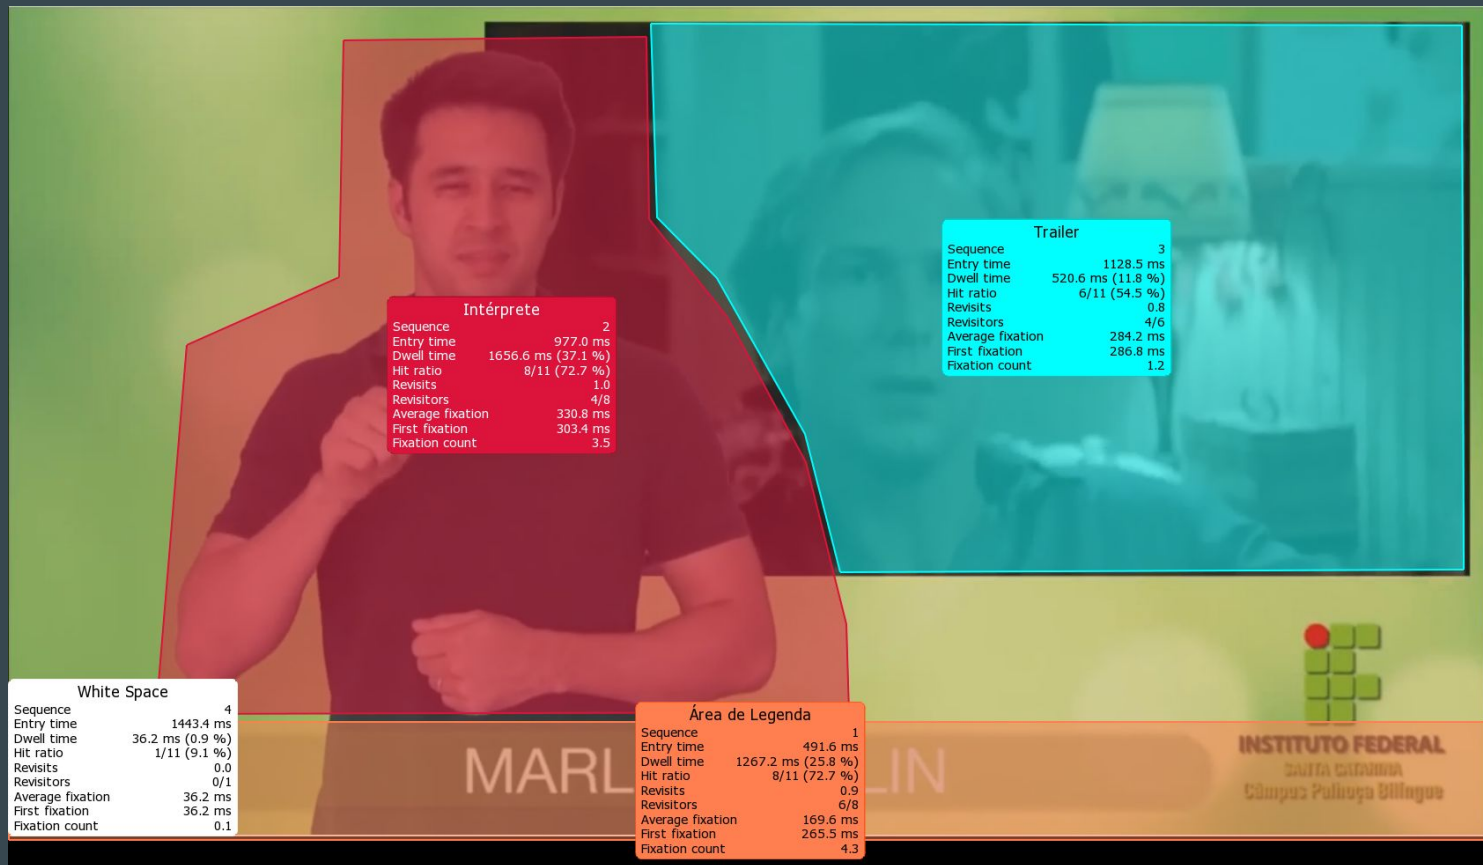 Trailer
Sequence 3
Entry time 1128.5 ms
Dwell time 520.6 ms (11.8 %)
Hit ratio 6/11 (54.5 %)
Revisits 0.8
Revisitors 4/6
Average fixation 284.2 ms
First fixation 286.8 ms
Fixation count 1.2
Intérprete
Sequence 2
Entry time 977.0 ms
Dwell time 1656.6 ms (37.1 %)
Hit ratio 8/11 (72.7 %)
Revisits 1.0
Revisitors 4/8
Average fixation 330.8 ms
First fixation 303.4 ms
Fixation count 3.5
White Space
Sequence 4
Entry time 1443.4 ms
Dwell time 36.2 ms (0.9 %)
Hit ratio 1/11 (9.1 %)
Revisits 0.0
Revisitors 0/1
Average fixation 36.2 ms
First fixation 36.2 ms
Fixation count 0.1
Área de Legenda
Sequence 1
Entry time 491.6 ms
Dwell time 1267.2 ms (25.8 %)
Hit ratio 8/11 (72.7 %)
Revisits 0.9
Revisitors 6/8
Average fixation 169.6 ms
First fixation 265.5 ms
Fixation count 4.3
MARL LIN
INSTITUTO FEDERAL
SANTA CATARINA
Câmpus Palhoça Bilíngue